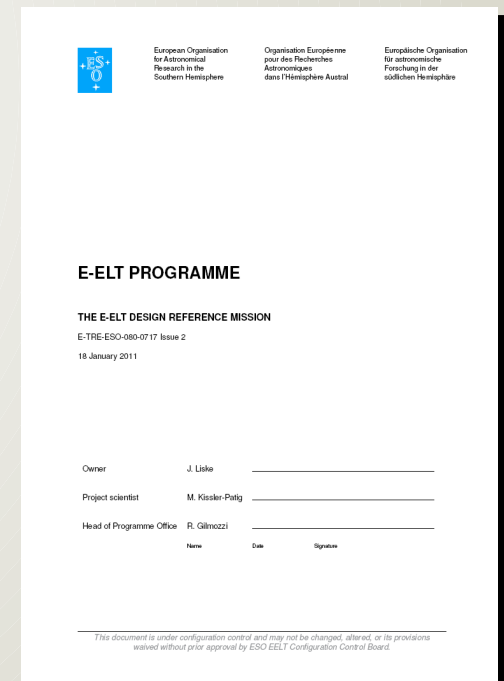 ES
O
European Organisation
for Astronomical
Research in the
Southern Hemisphere
Organisation Européenne
pour des Recherches
Astronomiques
dans l'Hémisphère Austral
Europäische Organisation
für astronomische
Forschung in der
südlichen Hemisphäre
E-ELT PROGRAMME
THE E-ELT DESIGN REFERENCE MISSION
E-TRE-ESO-080-0717 Issue 2
18 January 2011
Owner J. Liske
Project scientist M. Kissler-Patig
Head of Programme Office R. Gilmozzi
Name Date Signature
This document is under configuration control and may not be changed, altered, or its provisions
waived without prior approval by ESO EELT Configuration Control Board.